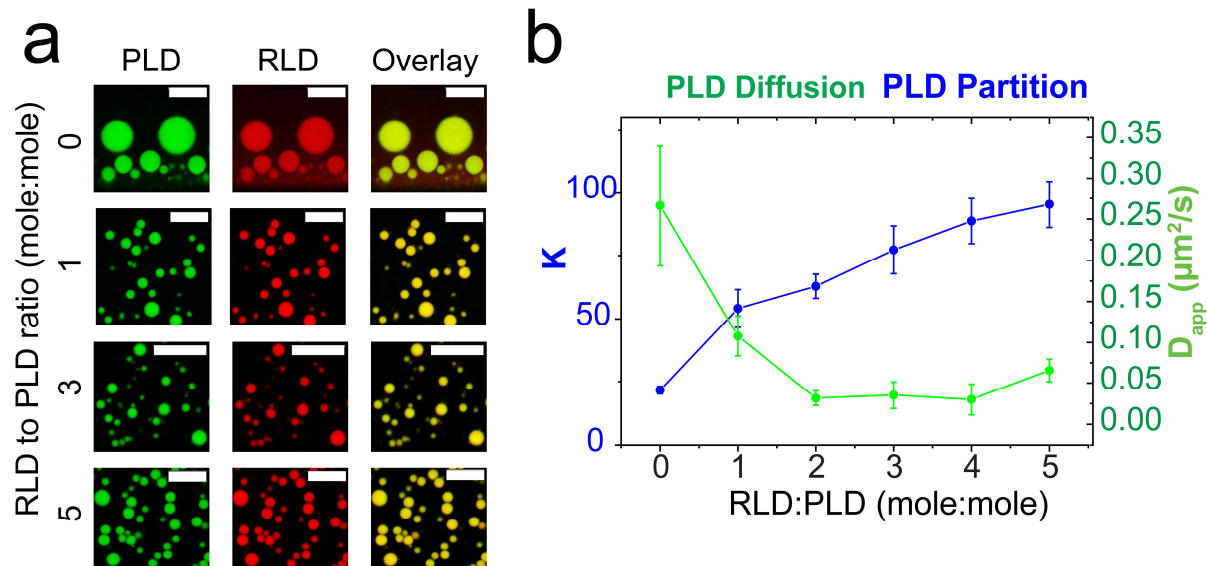 a
PLD RLD Overlay
RLD to PLD ratio (mole:mole)
0
1
3
5
b
PLD Diffusion PLD Partition
K
100
50
0
0.35
0.30
0.25
0.20
0.15
0.10
0.05
0.00
D_app (µm²/s)
0 1 2 3 4 5
RLD:PLD (mole:mole)